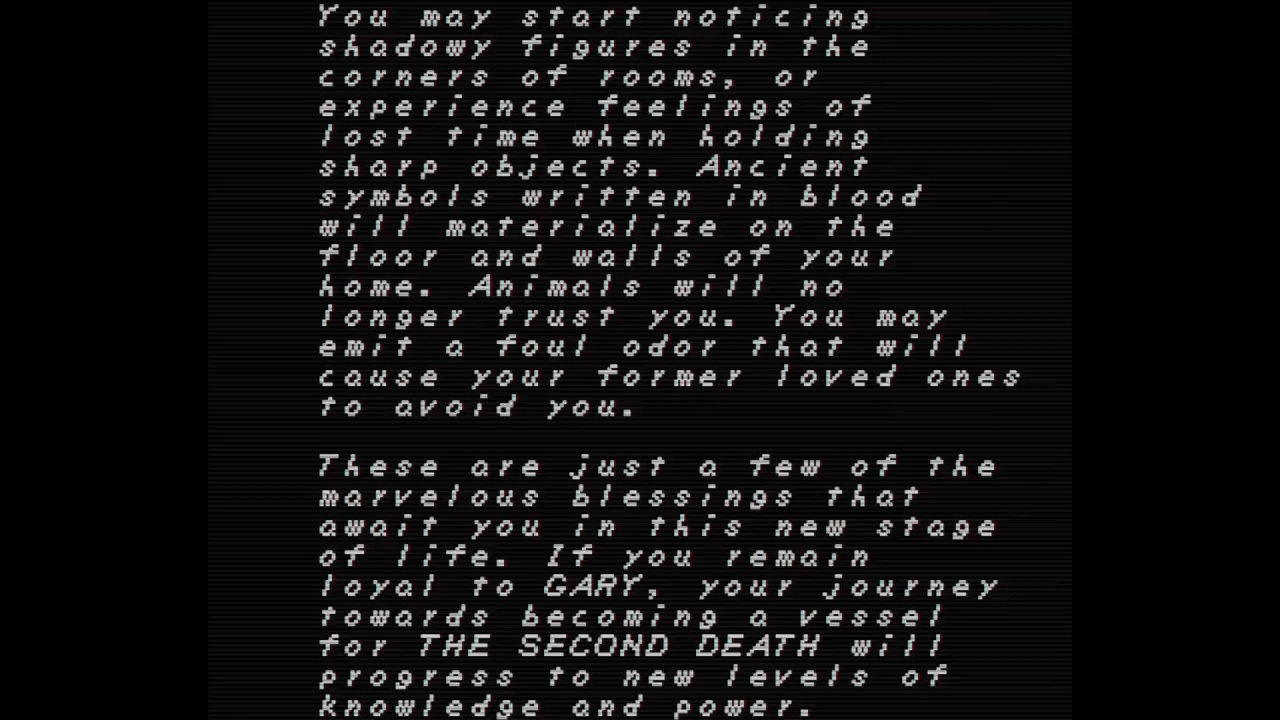 You may start noticing
shadowy figures in the
corners of rooms, or
experience feelings of
lost time when holding
sharp objects. Ancient
symbols written in blood
will materialize on the
floor and walls of your
home. Animals will no
longer trust you. You may
emit a foul odor that will
cause your former loved ones
to avoid you.
These are just a few of the
marvelous blessings that
await you in this new stage
of life. If you remain
loyal to GARY, your journey
towards becoming a vessel
for THE SECOND DEATH will
progress to new levels of
knowledge and power.